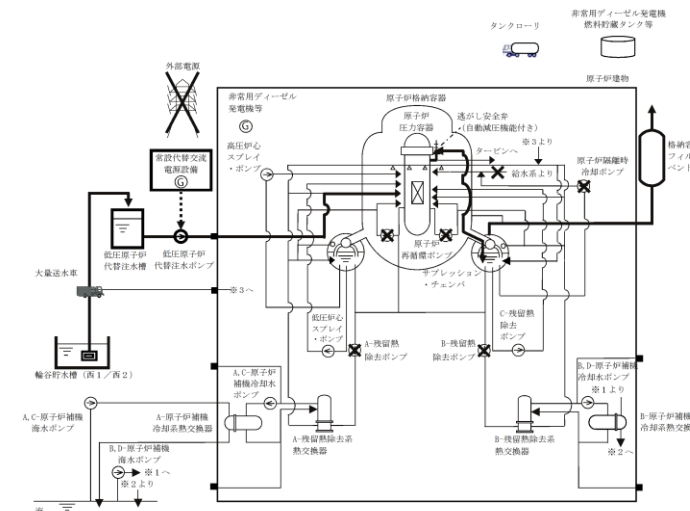 タンクローリ
非常用ディーゼル発電機
燃料貯蔵タンク等
外部電源
原子炉建物
非常用ディーゼル
発電機等
G
原子炉格納容器
原子炉
圧力容器
逃がし安全弁
(自動減圧機能付き)
高圧炉心
スプレイ
・ポンプ
※3より
タービンへ
給水系より
原子炉隔離時
冷却ポンプ
格納容
フィル
ベント
常設代替交流
電源設備
G
低圧原子炉
代替注水槽
低圧原子炉
代替注水ポンプ
原子炉
再循環ポンプ
サプレッション
・チェンバ
大量送水車
※3へ
低圧炉心
スプレイ
・ポンプ
A-残留熱
除去ポンプ
B-残留熱
除去ポンプ
C-残留熱
除去
ポンプ
輪谷貯水槽(西1/西2)
A,C-原子炉
補機冷却水
ポンプ
B,D-原子炉補機
冷却水ポンプ
※1より
A,C-原子炉補機
海水ポンプ
A-原子炉補機
冷却系熱交換器
B-原子炉補機
冷却系熱交換
B,D-原子炉補機
海水ポンプ
※1へ
※2より
A-残留熱除去系
熱交換器
B-残留熱除去系
熱交換器
※2へ